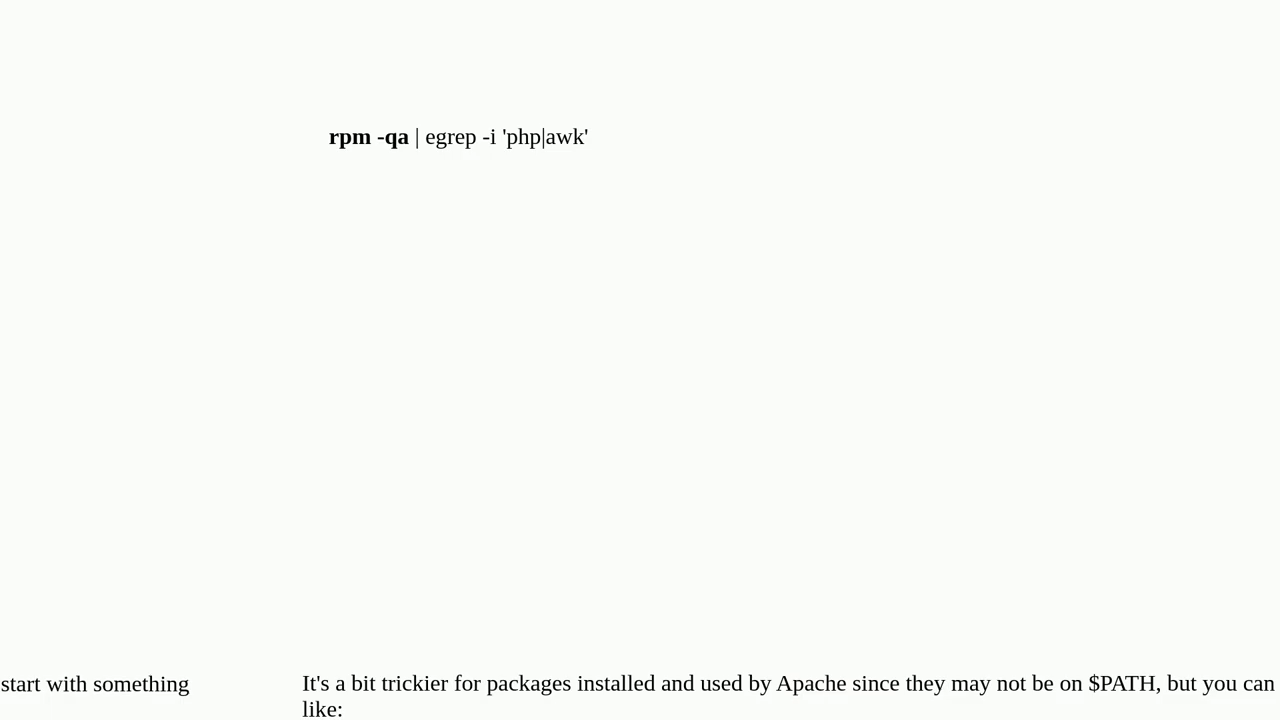 rpm -qa | egrep -i 'php|awk'
It's a bit trickier for packages installed and used by Apache since they may not be on $PATH, but you can
start with something
like: